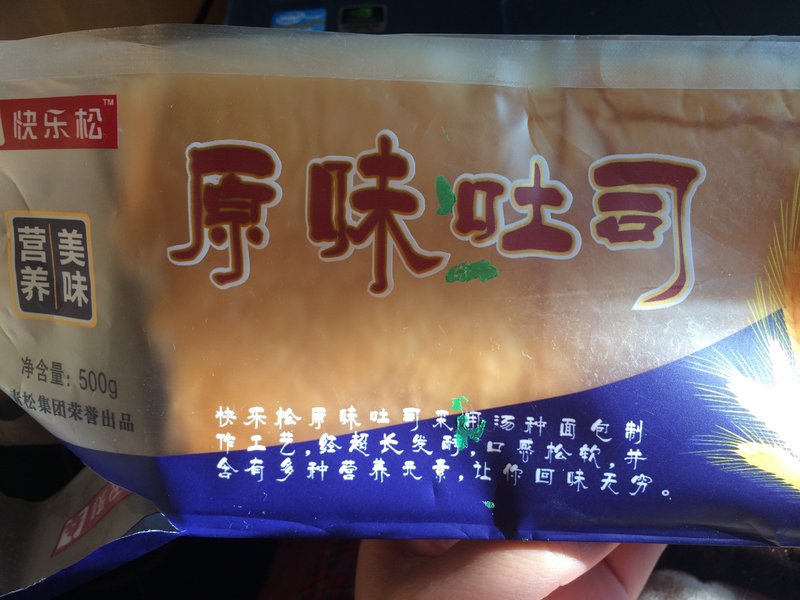 快乐松™
原味吐司
营养
美味
净含量：500g
松集团荣誉出品
快乐松原味吐司采用汤种面包制
作工艺，经超长发酵，口感松软，并
含有多种营养元素，让你回味无穷。